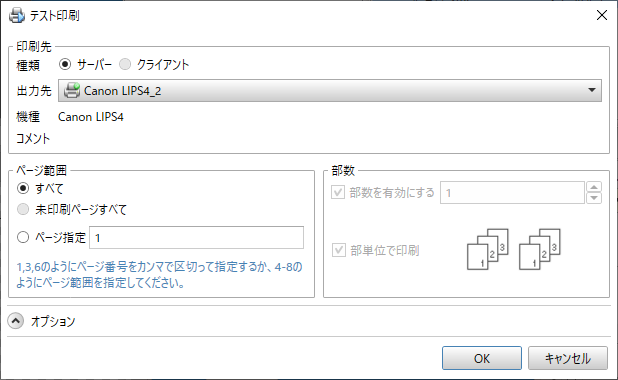 テスト印刷
印刷先
種類 サーバー クライアント
出力先 Canon LIPS4_2
機種 Canon LIPS4
コメント
ページ範囲
すべて
未印刷ページすべて
ページ指定 1
1,3,6のようにページ番号をカンマで区切って指定するか、4-8の
ようにページ範囲を指定してください。
部数
部数を有効にする 1
部単位で印刷 1 2 3 1 2 3
オプション
OK キャンセル